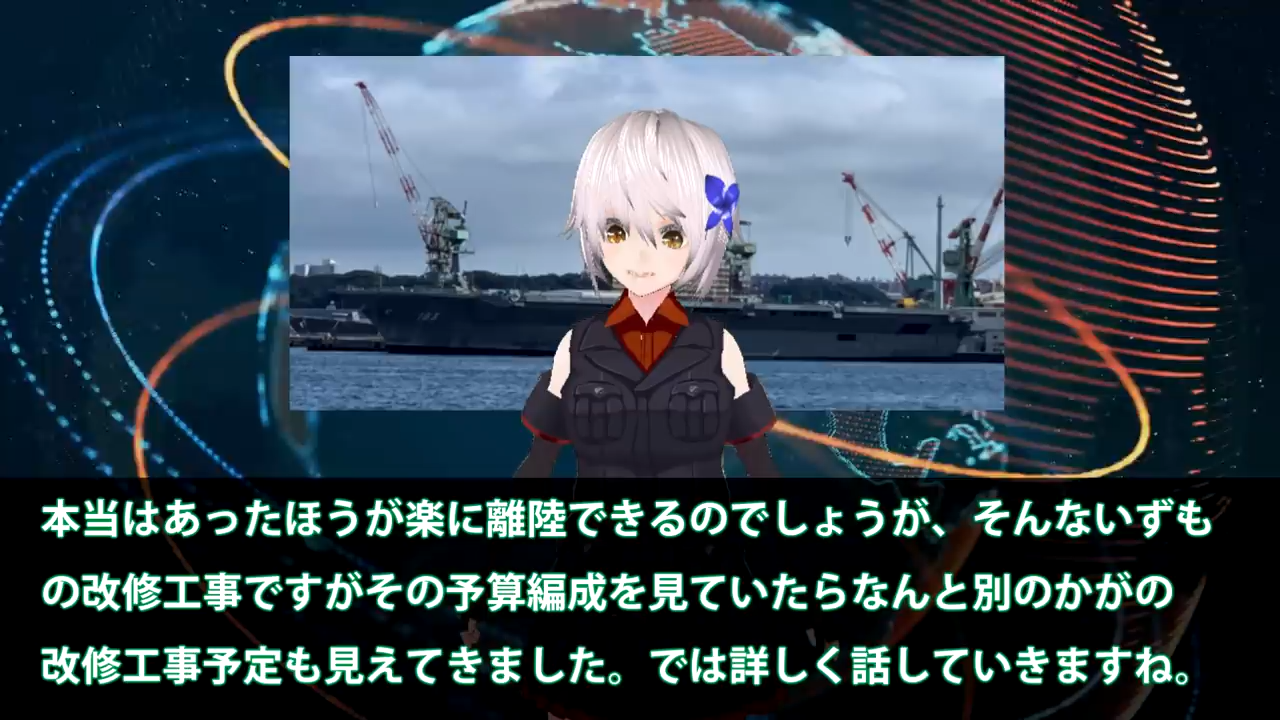 183
本当はあったほうが楽に離陸できるのでしょうが、そんないずも
の改修工事ですがその予算編成を見ていたらなんと別のかがの
改修工事予定も見えてきました。では詳しく話していきますね。